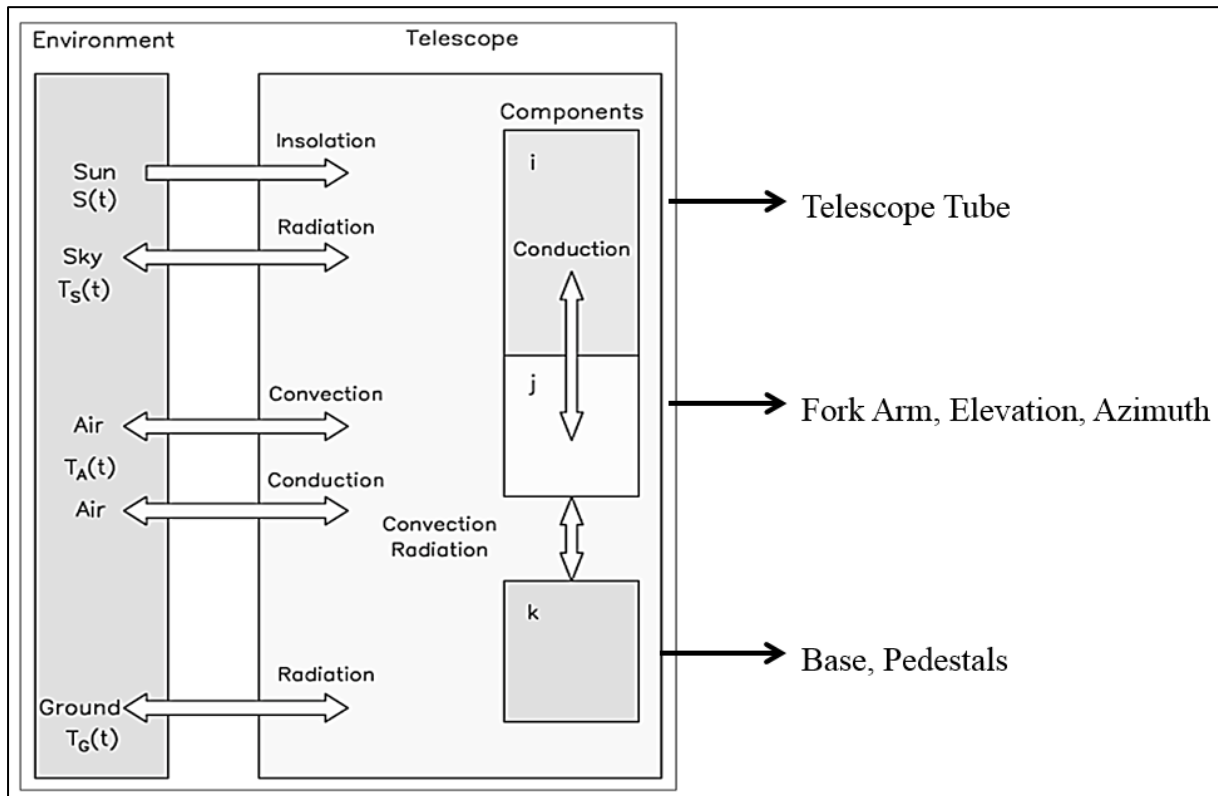 Environment
Telescope
Components
Insolation
i
Sun
S(t)
Telescope Tube
Radiation
Conduction
Sky
T_S(t)
j
Convection
Air
Fork Arm, Elevation, Azimuth
T_A(t)
Conduction
Air
Convection
Radiation
k
Radiation
Base, Pedestals
Ground
T_G(t)